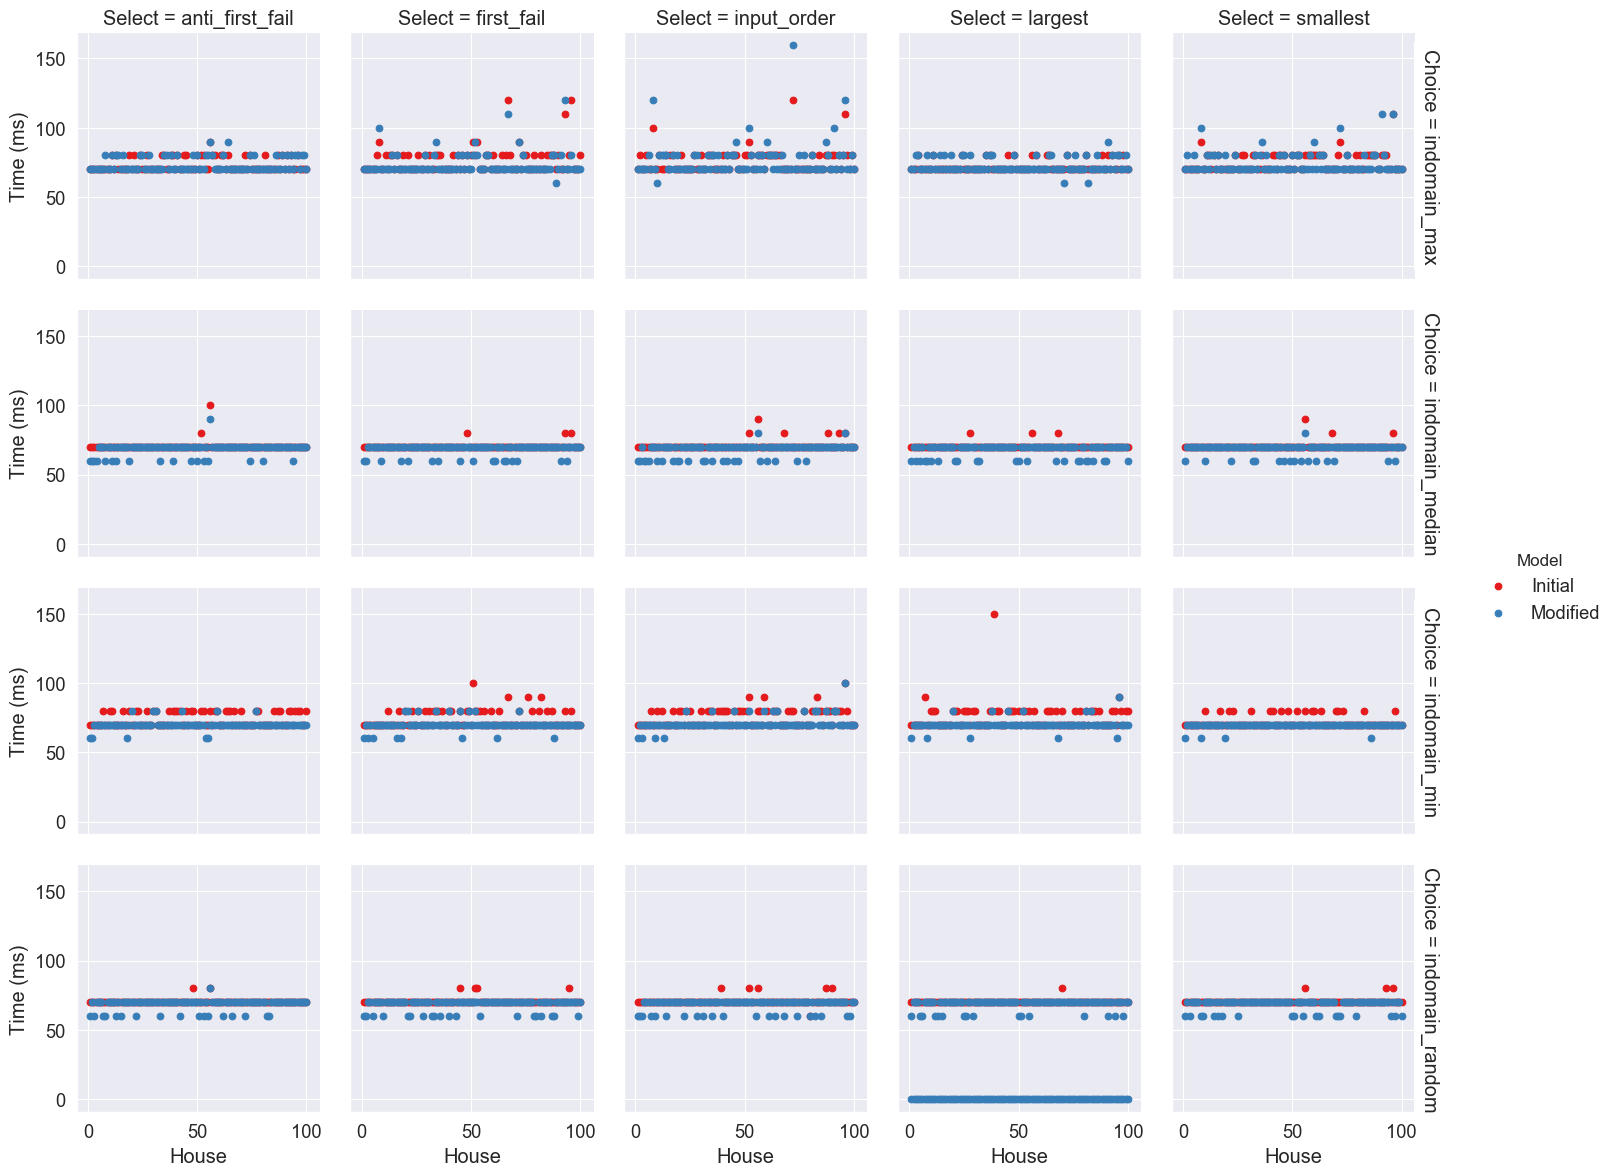 Select = anti_first_fail
Select = first_fail
Select = input_order
Select = largest
Select = smallest
150
100
50
0
Time (ms)
Choice = indomain_max
150
100
50
0
Time (ms)
Choice = indomain_median
150
100
50
0
Time (ms)
Choice = indomain_min
Model
Initial
Modified
150
100
50
0
Time (ms)
Choice = indomain_random
0 50 100
0 50 100
0 50 100
0 50 100
0 50 100
House
House
House
House
House